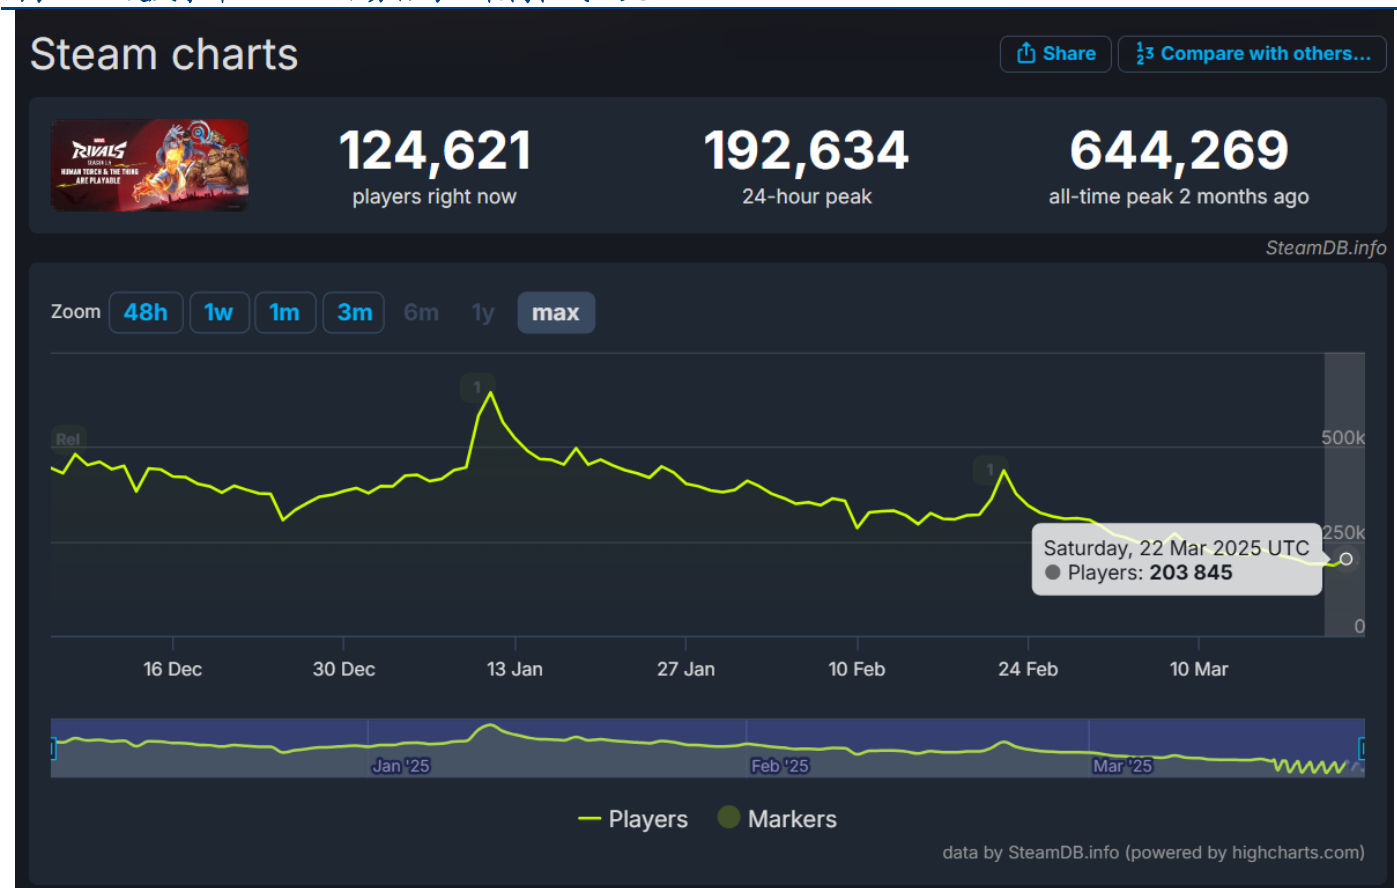 Steam charts
Share
Compare with others...
MARVEL
RIVALS
SEASON 1.5
HUMAN TORCH & THE THING
ARE PLAYABLE
124,621
players right now
192,634
24-hour peak
644,269
all-time peak 2 months ago
SteamDB.info
Zoom 48h 1w 1m 3m 6m 1y max
1
Rel
500k
1
250k
Saturday, 22 Mar 2025 UTC
Players: 203 845
0
16 Dec 30 Dec 13 Jan 27 Jan 10 Feb 24 Feb 10 Mar
Jan '25 Feb '25 Mar '25
Players Markers
data by SteamDB.info (powered by highcharts.com)